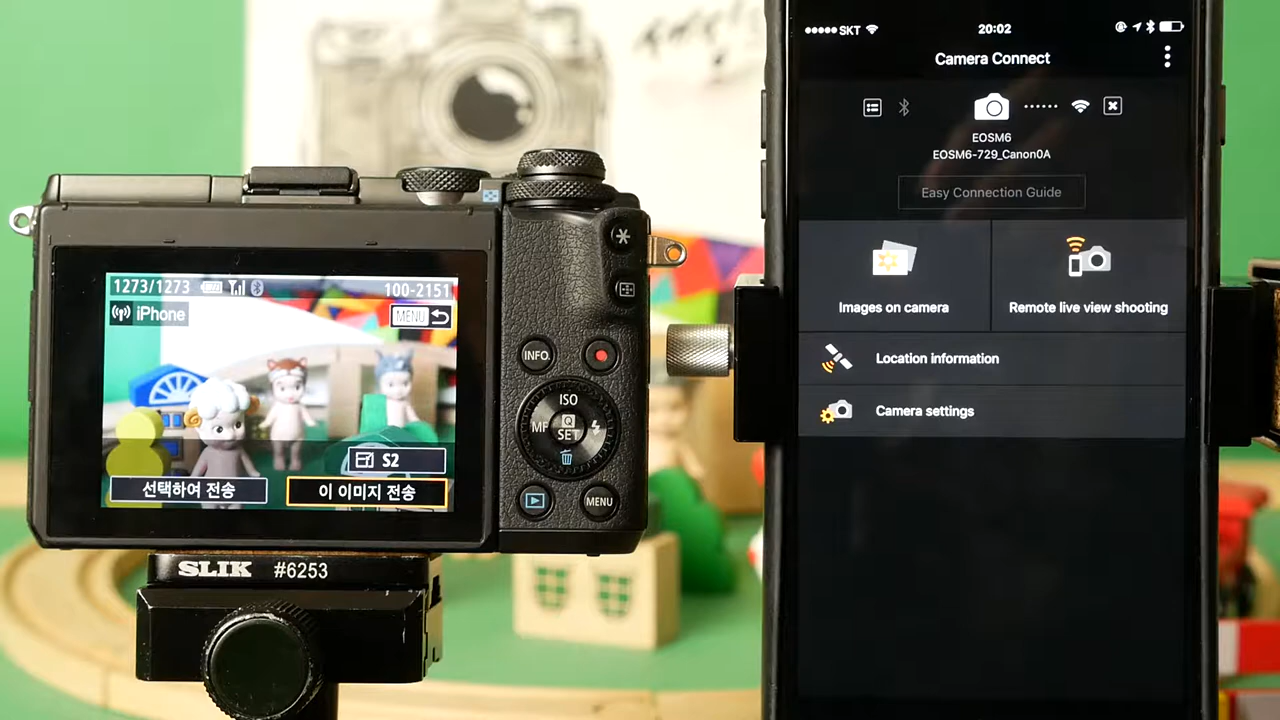 1273/1273
100-2151
iPhone
MENU
S2
선택하여 전송
이 이미지 전송
INFO.
ISO
MF
Q
SET
MENU
SLIK #6253
SKT
20:02
Camera Connect
EOSM6
EOSM6-729_Canon0A
Easy Connection Guide
Images on camera
Remote live view shooting
Location information
Camera settings